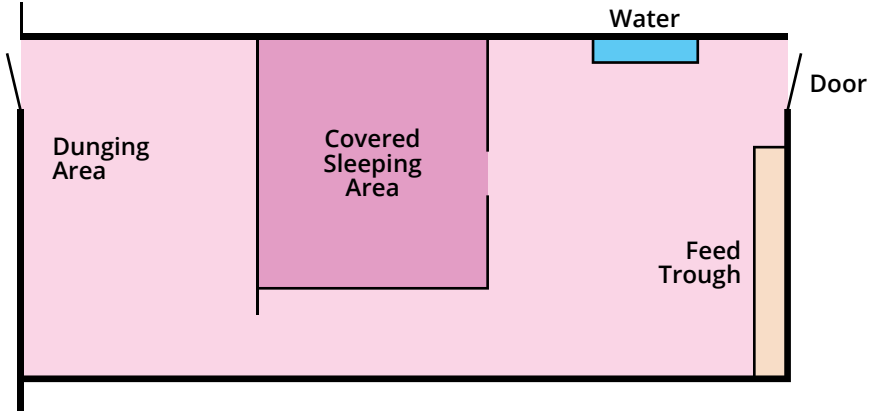 Water
Door
Dunging
Area
Covered
Sleeping
Area
Feed
Trough